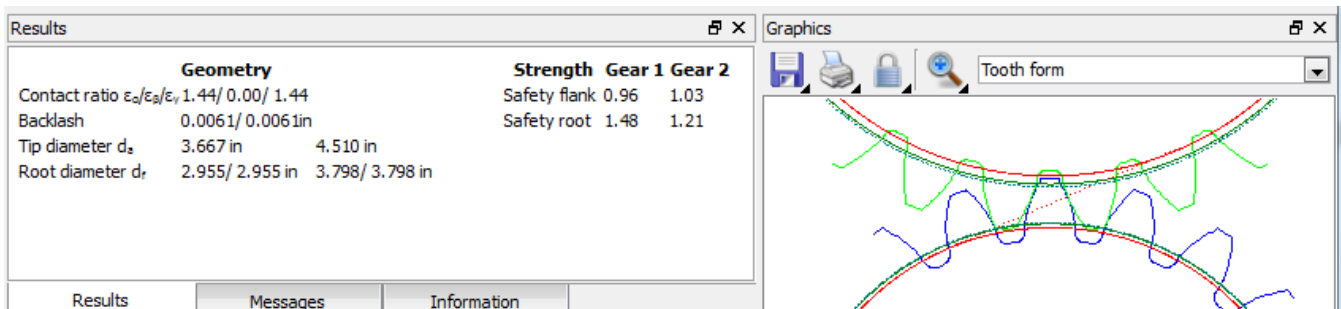 Results
Geometry Strength Gear 1 Gear 2
Contact ratio εα/εβ/εγ 1.44/ 0.00/ 1.44 Safety flank 0.96 1.03
Backlash 0.0061/ 0.0061in Safety root 1.48 1.21
Tip diameter da 3.667 in 4.510 in
Root diameter df 2.955/ 2.955 in 3.798/ 3.798 in
Results Messages Information
Graphics
Tooth form